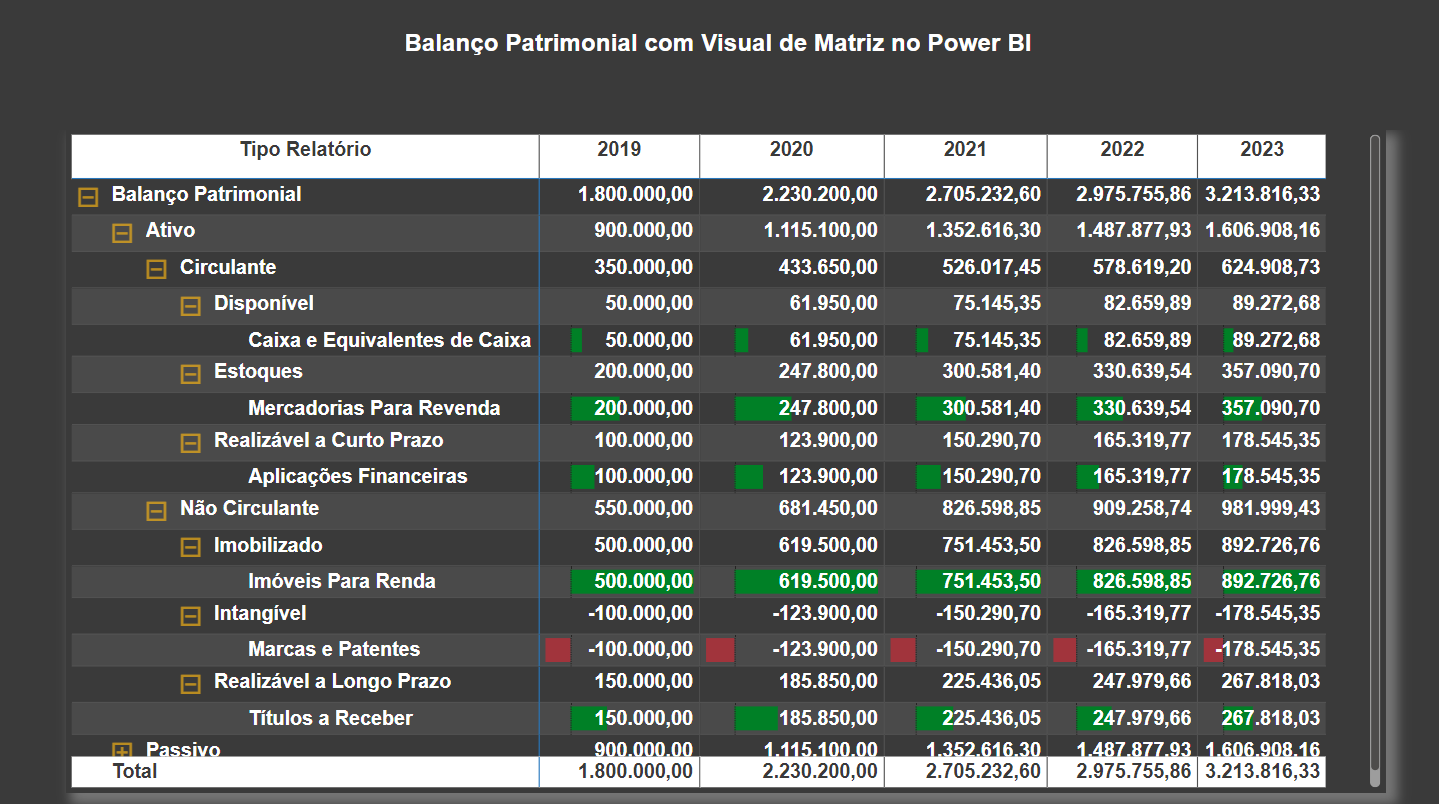 Balanço Patrimonial com Visual de Matriz no Power BI
Tipo Relatório 2019 2020 2021 2022 2023
Balanço Patrimonial 1.800.000,00 2.230.200,00 2.705.232,60 2.975.755,86 3.213.816,33
Ativo 900.000,00 1.115.100,00 1.352.616,30 1.487.877,93 1.606.908,16
Circulante 350.000,00 433.650,00 526.017,45 578.619,20 624.908,73
Disponível 50.000,00 61.950,00 75.145,35 82.659,89 89.272,68
Caixa e Equivalentes de Caixa 50.000,00 61.950,00 75.145,35 82.659,89 89.272,68
Estoques 200.000,00 247.800,00 300.581,40 330.639,54 357.090,70
Mercadorias Para Revenda 200.000,00 247.800,00 300.581,40 330.639,54 357.090,70
Realizável a Curto Prazo 100.000,00 123.900,00 150.290,70 165.319,77 178.545,35
Aplicações Financeiras 100.000,00 123.900,00 150.290,70 165.319,77 178.545,35
Não Circulante 550.000,00 681.450,00 826.598,85 909.258,74 981.999,43
Imobilizado 500.000,00 619.500,00 751.453,50 826.598,85 892.726,76
Imóveis Para Renda 500.000,00 619.500,00 751.453,50 826.598,85 892.726,76
Intangível -100.000,00 -123.900,00 -150.290,70 -165.319,77 -178.545,35
Marcas e Patentes -100.000,00 -123.900,00 -150.290,70 -165.319,77 -178.545,35
Realizável a Longo Prazo 150.000,00 185.850,00 225.436,05 247.979,66 267.818,03
Títulos a Receber 150.000,00 185.850,00 225.436,05 247.979,66 267.818,03
Passivo 900.000,00 1.115.100,00 1.352.616,30 1.487.877,93 1.606.908,16
Total 1.800.000,00 2.230.200,00 2.705.232,60 2.975.755,86 3.213.816,33